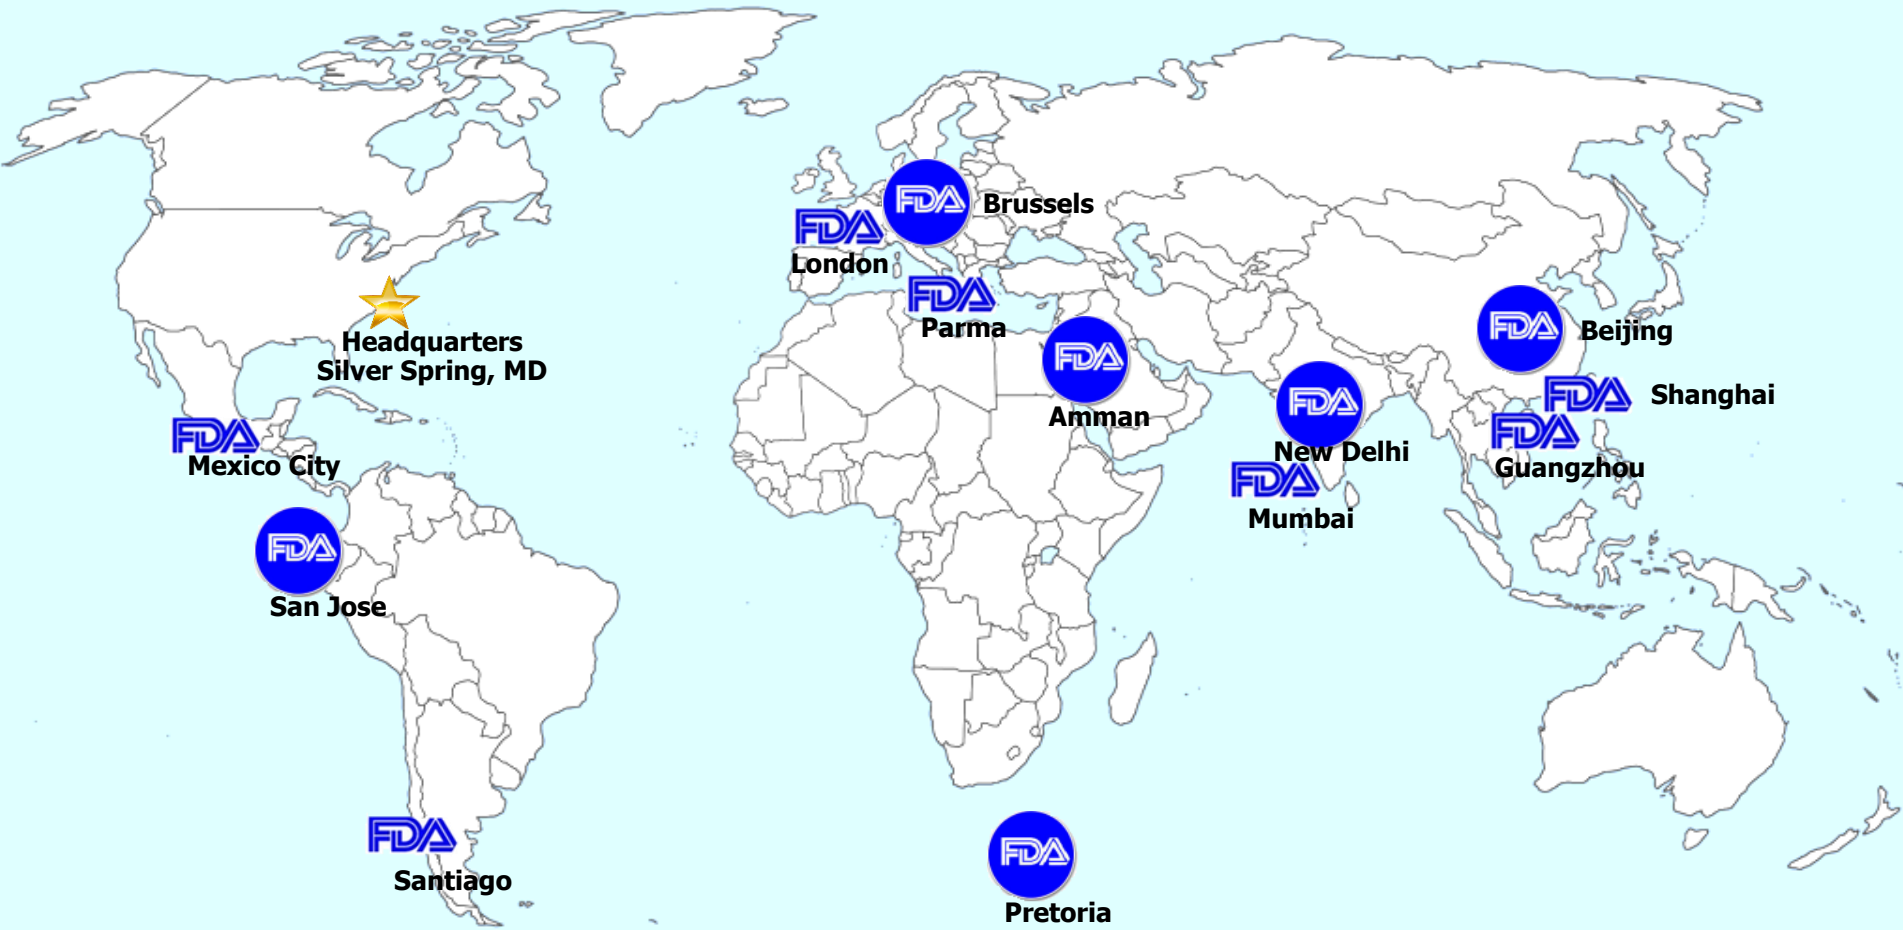 FDA
Brussels
FDA
London
FDA
Parma
Headquarters
Silver Spring, MD
FDA
Beijing
FDA
Amman
FDA
New Delhi
FDA
Shanghai
FDA
Guangzhou
FDA
Mumbai
FDA
Mexico City
FDA
San Jose
FDA
Santiago
FDA
Pretoria